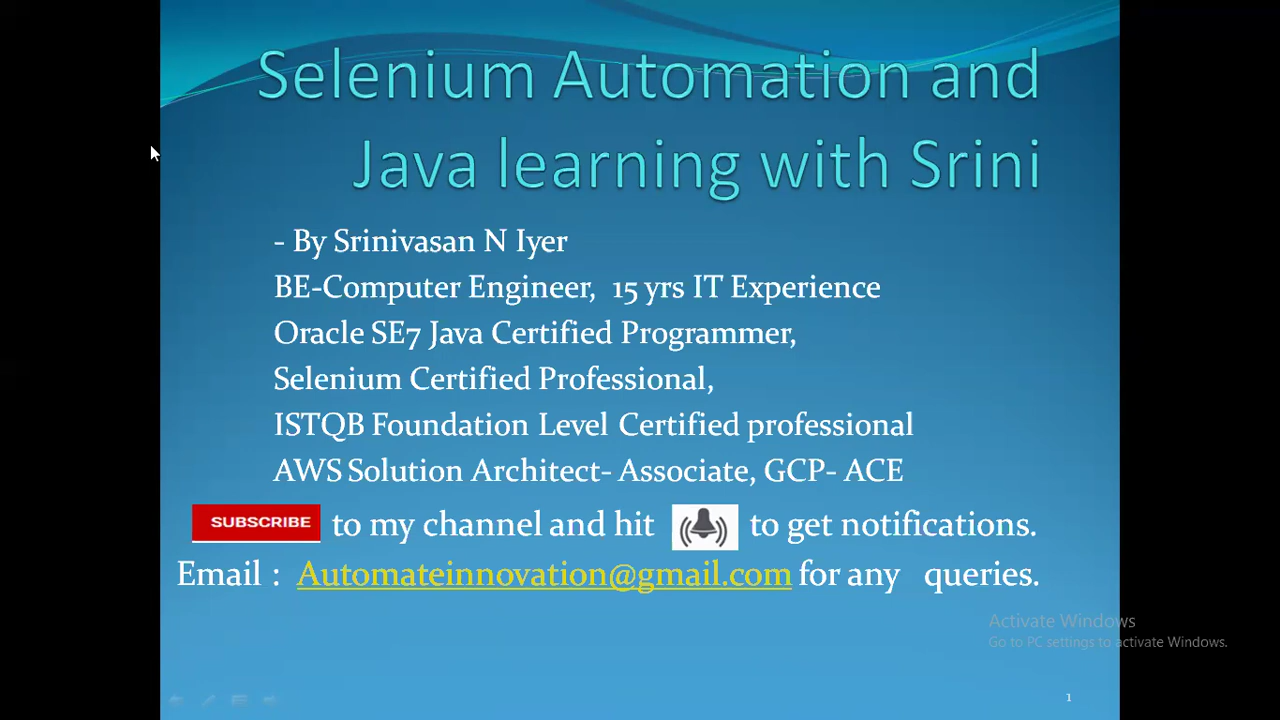 Selenium Automation and
Java learning with Srini
- By Srinivasan N Iyer
BE-Computer Engineer, 15 yrs IT Experience
Oracle SE7 Java Certified Programmer,
Selenium Certified Professional,
ISTQB Foundation Level Certified professional
AWS Solution Architect- Associate, GCP- ACE
SUBSCRIBE to my channel and hit to get notifications.
Email : Automateinnovation@gmail.com for any queries.
Activate Windows
Go to PC settings to activate Windows.
1